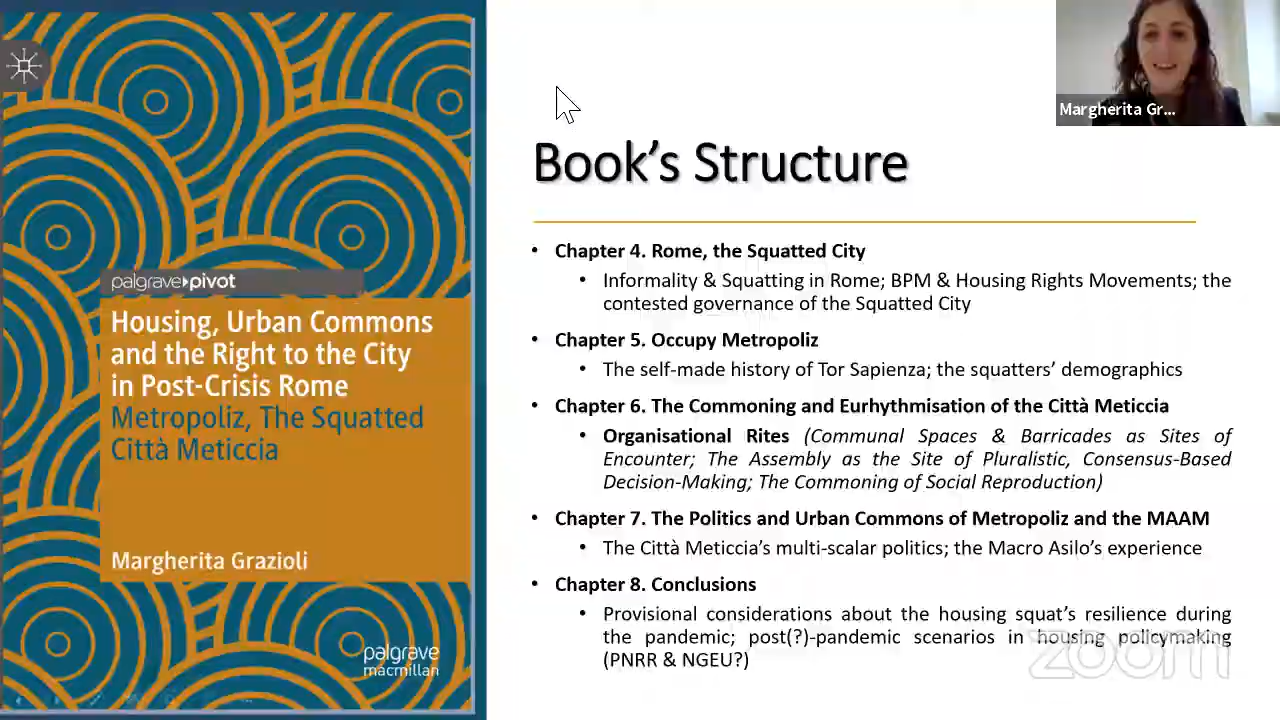 Margherita Gr...
Book's Structure
palgrave▸pivot
Housing, Urban Commons
and the Right to the City
in Post-Crisis Rome
Metropoliz, The Squatted
Città Meticcia
Margherita Grazioli
palgrave
macmillan
• Chapter 4. Rome, the Squatted City
• Informality & Squatting in Rome; BPM & Housing Rights Movements; the
contested governance of the Squatted City
• Chapter 5. Occupy Metropoliz
• The self-made history of Tor Sapienza; the squatters' demographics
• Chapter 6. The Commoning and Eurhythmisation of the Città Meticcia
• Organisational Rites (Communal Spaces & Barricades as Sites of
Encounter; The Assembly as the Site of Pluralistic, Consensus-Based
Decision-Making; The Commoning of Social Reproduction)
• Chapter 7. The Politics and Urban Commons of Metropoliz and the MAAM
• The Città Meticcia's multi-scalar politics; the Macro Asilo's experience
• Chapter 8. Conclusions
• Provisional considerations about the housing squat's resilience during
the pandemic; post(?)-pandemic scenarios in housing policymaking
(PNRR & NGEU?)
zoom